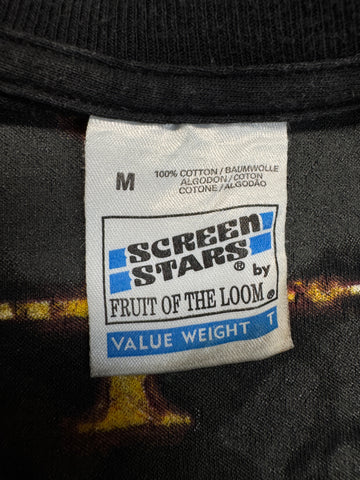 M
100% COTTON/BAUMWOLLE
ALGODON/COTON
COTONE/ALGODÃO
SCREEN
STARS®
by
FRUIT OF THE LOOM®
VALUE WEIGHT T